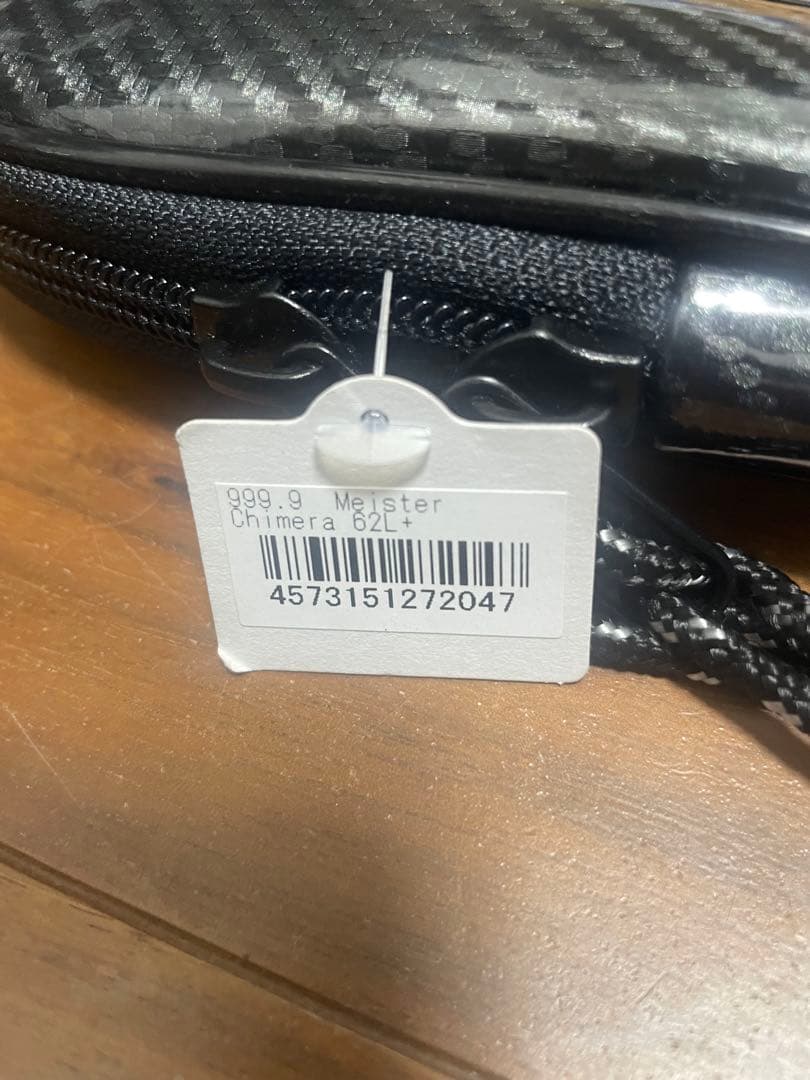 999.9 Meister
Chimera 62L+
4573151272047